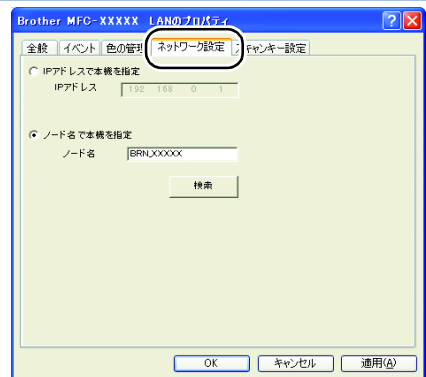 Brother MFC-XXXXX LANのプロパティ
全般 イベント 色の管理 ネットワーク設定 スキャンキー設定
IPアドレスで本機を指定
IPアドレス 192 168 0 1
ノード名で本機を指定
ノード名 BRN_XXXXX
検索
OK キャンセル 適用(A)